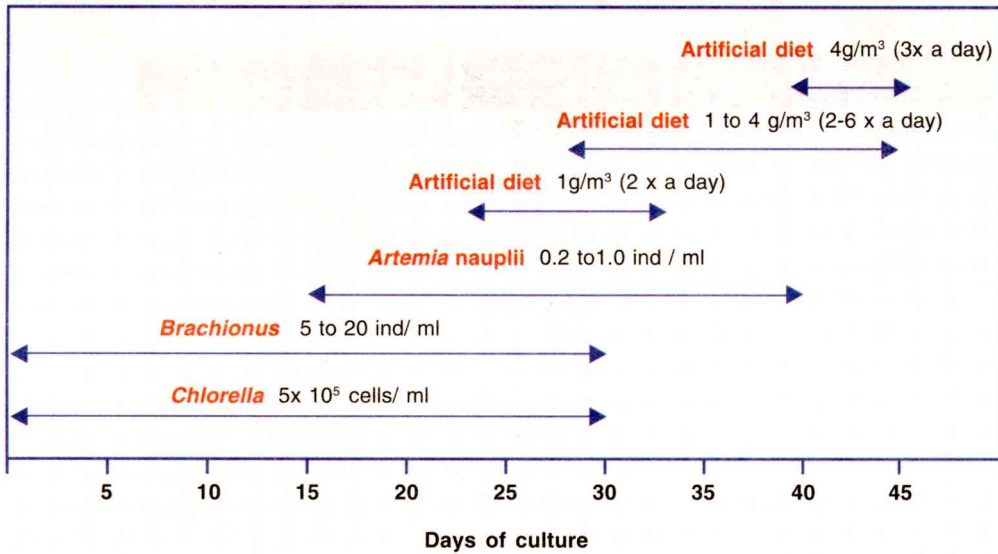 Artificial diet 4g/m³ (3x a day)
Artificial diet 1 to 4 g/m³ (2-6 x a day)
Artificial diet 1g/m³ (2 x a day)
Artemia nauplii 0.2 to1.0 ind / ml
Brachionus 5 to 20 ind/ ml
Chlorella 5x 10⁵ cells/ ml
5 10 15 20 25 30 35 40 45
Days of culture